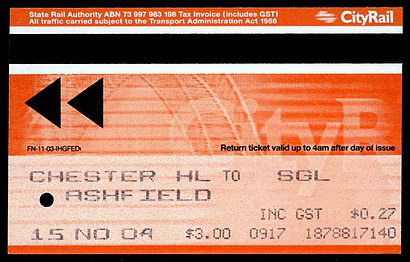 State Rail Authority ABN 73 997 983 198 Tax Invoice (includes GST)
All traffic carried subject to the Transport Administration Act 1988
CityRail
FN-11-03-IHGFEDi
Return ticket valid up to 4am after day of issue
CHESTER HL TO SGL
ASHFIELD
INC GST $0.27
15 NO 04 $3.00 0917 1878817140